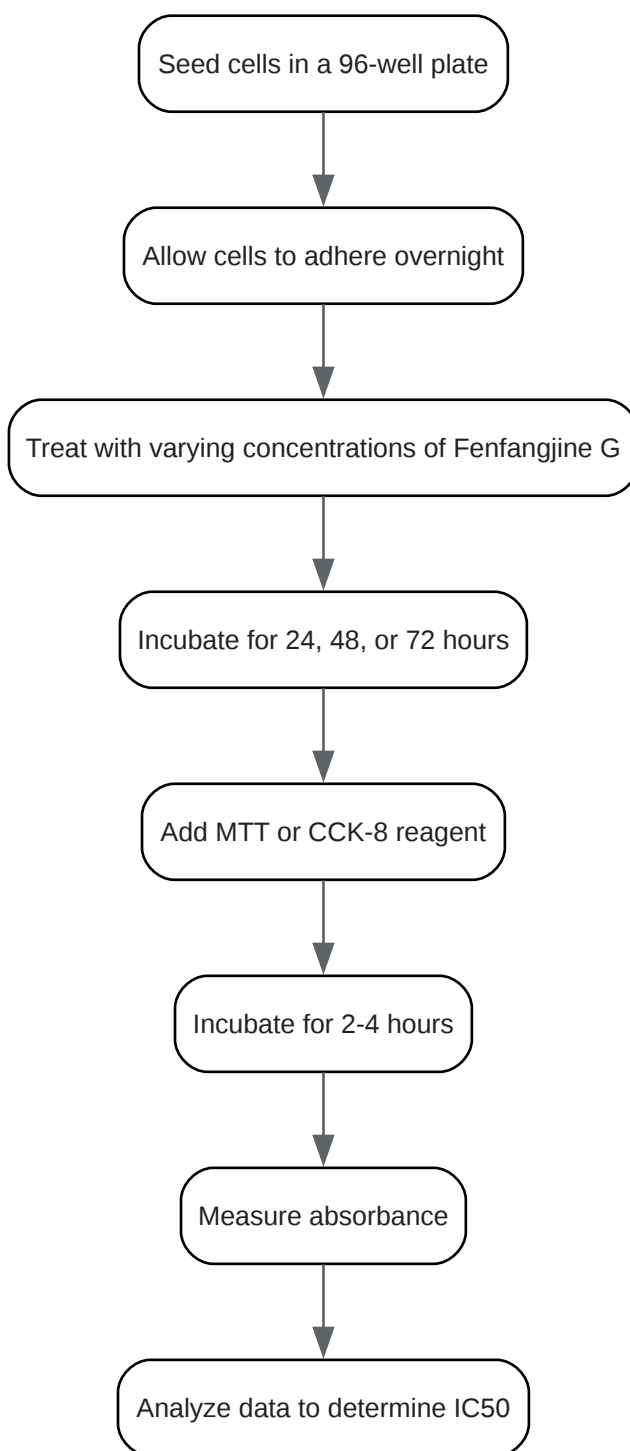 Seed cells in a 96-well plate
Allow cells to adhere overnight
Treat with varying concentrations of Fenfangjine G
Incubate for 24, 48, or 72 hours
Add MTT or CCK-8 reagent
Incubate for 2-4 hours
Measure absorbance
Analyze data to determine IC50